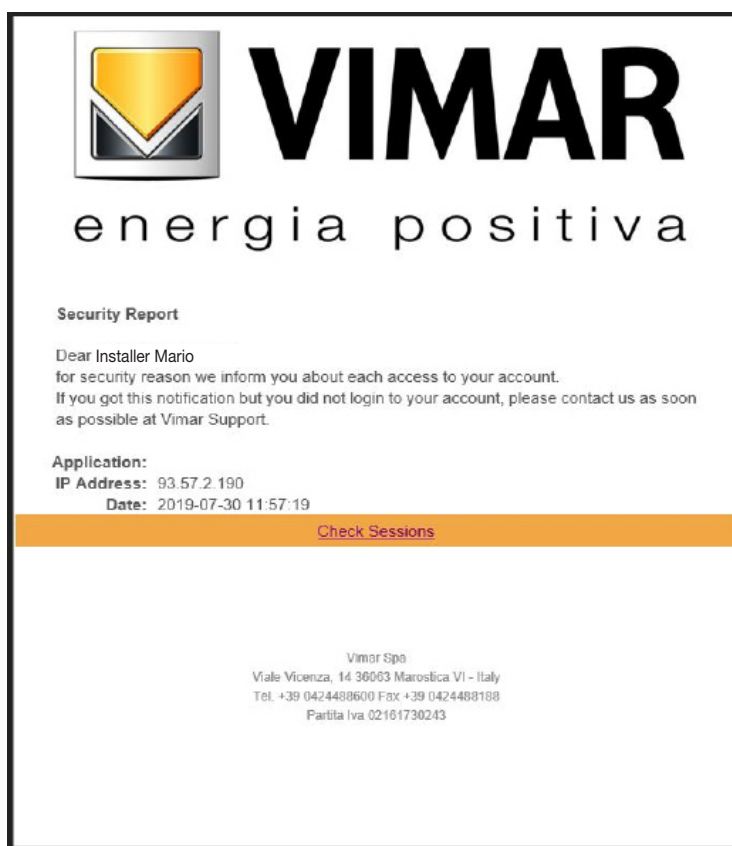 VIMAR
energia positiva
Security Report
Dear Installer Mario
for security reason we inform you about each access to your account.
If you got this notification but you did not login to your account, please contact us as soon
as possible at Vimar Support.
Application:
IP Address: 93.57.2.190
Date: 2019-07-30 11:57:19
Check Sessions
Vimar Spa
Viale Vicenza, 14 36063 Marostica VI - Italy
Tel. +39 0424488600 Fax +39 0424488188
Partita Iva 02161730243